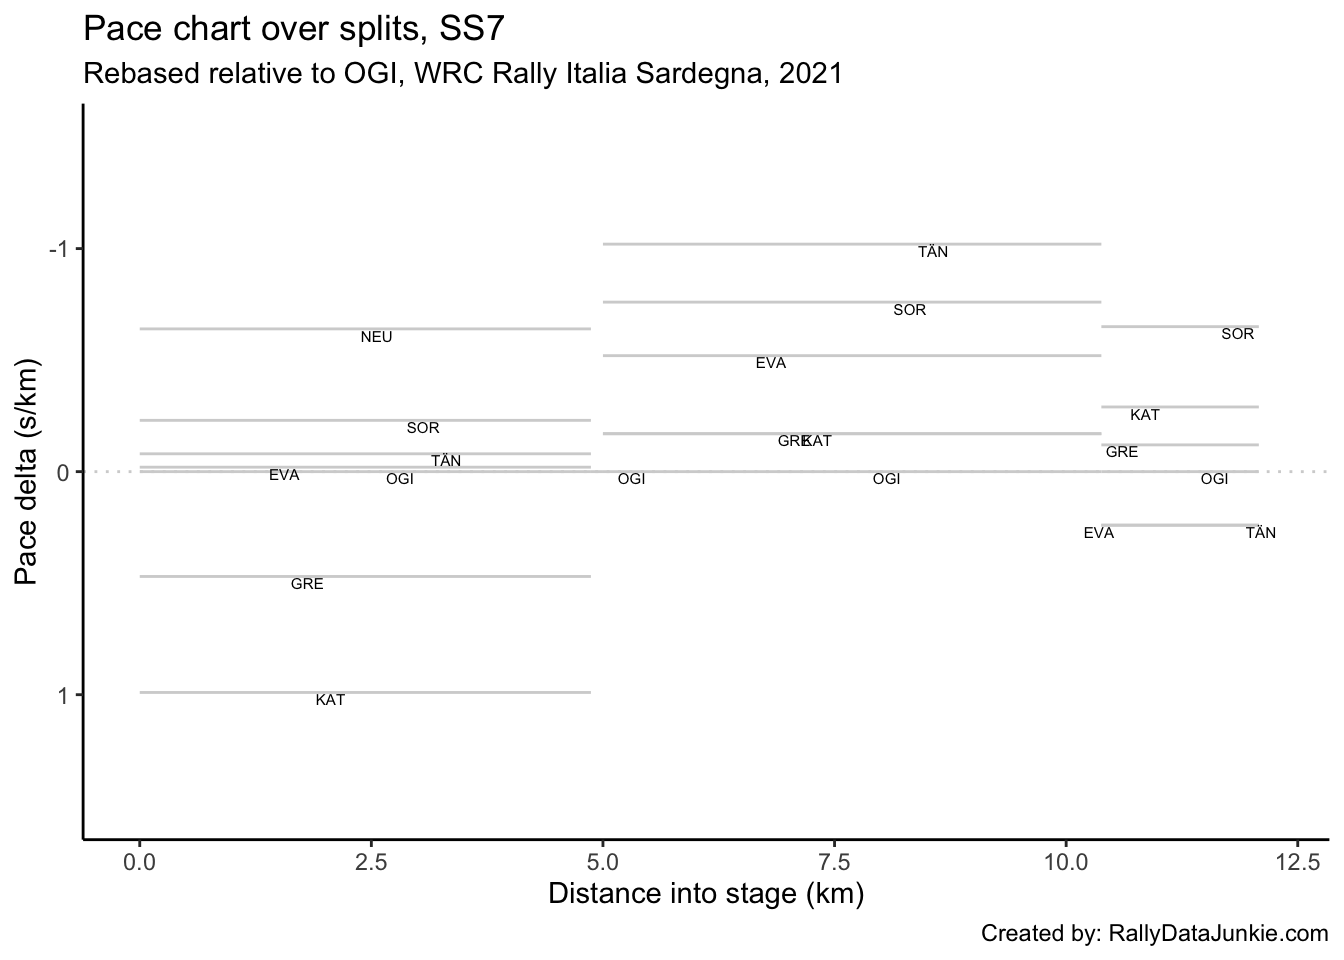 Pace chart over splits, SS7
Rebased relative to OGI, WRC Rally Italia Sardegna, 2021
Pace delta (s/km)
-1
0
1
TÄN
SOR
NEU
SOR
EVA
KAT
SOR
GRE
KAT
GRE
TÄN
EVA
OGI
OGI
OGI
OGI
EVA
TÄN
GRE
KAT
0.0 2.5 5.0 7.5 10.0 12.5
Distance into stage (km)
Created by: RallyDataJunkie.com